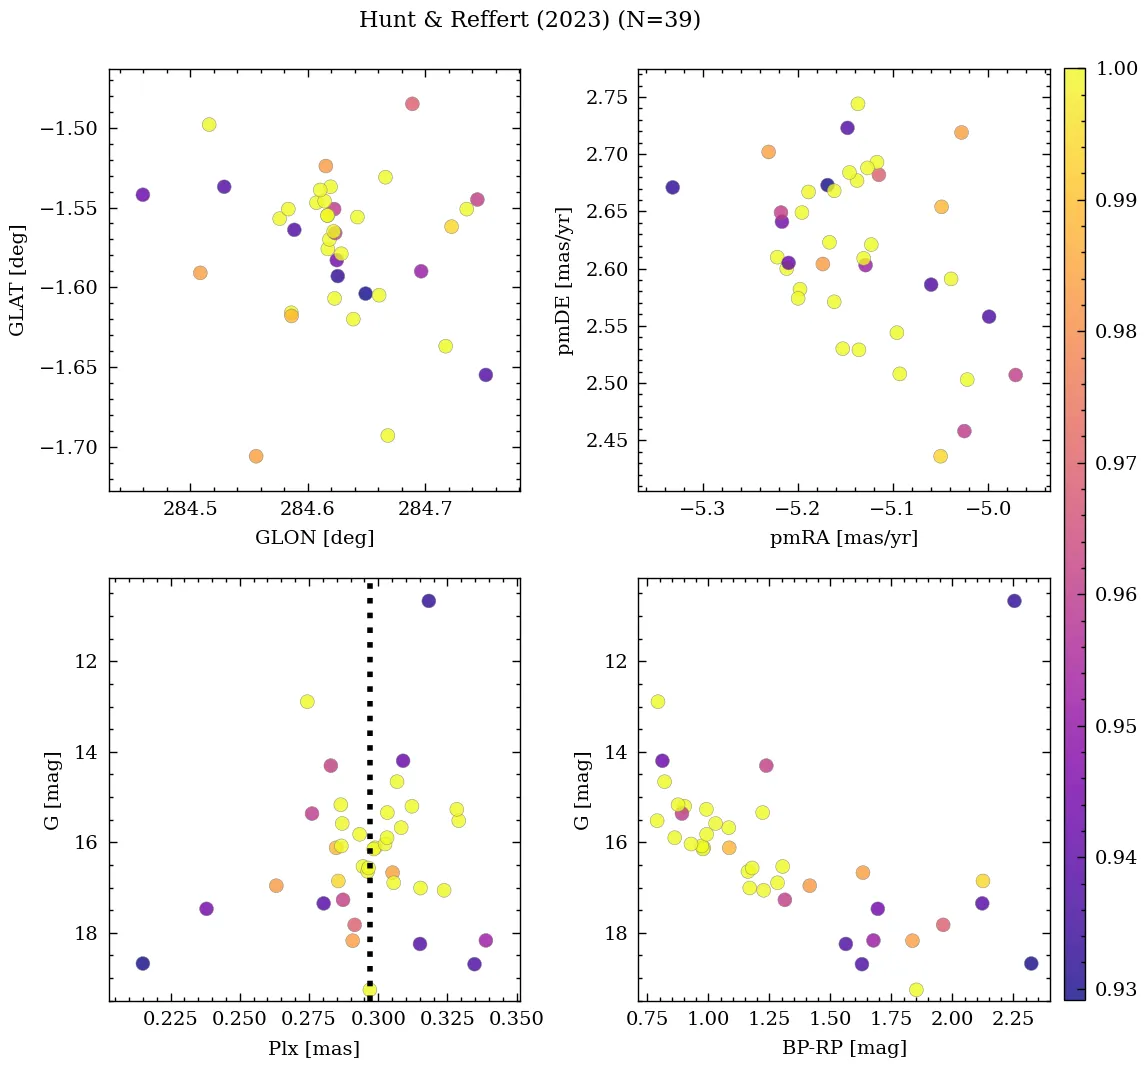 Hunt & Reffert (2023) (N=39)
−1.50
−1.55
−1.60
−1.65
−1.70
GLAT [deg]
284.5 284.6 284.7
GLON [deg]
2.75
2.70
2.65
2.60
2.55
2.50
2.45
pmDE [mas/yr]
−5.3 −5.2 −5.1 −5.0
pmRA [mas/yr]
12
14
16
18
G [mag]
0.225 0.250 0.275 0.300 0.325 0.350
Plx [mas]
12
14
16
18
G [mag]
0.75 1.00 1.25 1.50 1.75 2.00 2.25
BP-RP [mag]
1.00
0.99
0.98
0.97
0.96
0.95
0.94
0.93